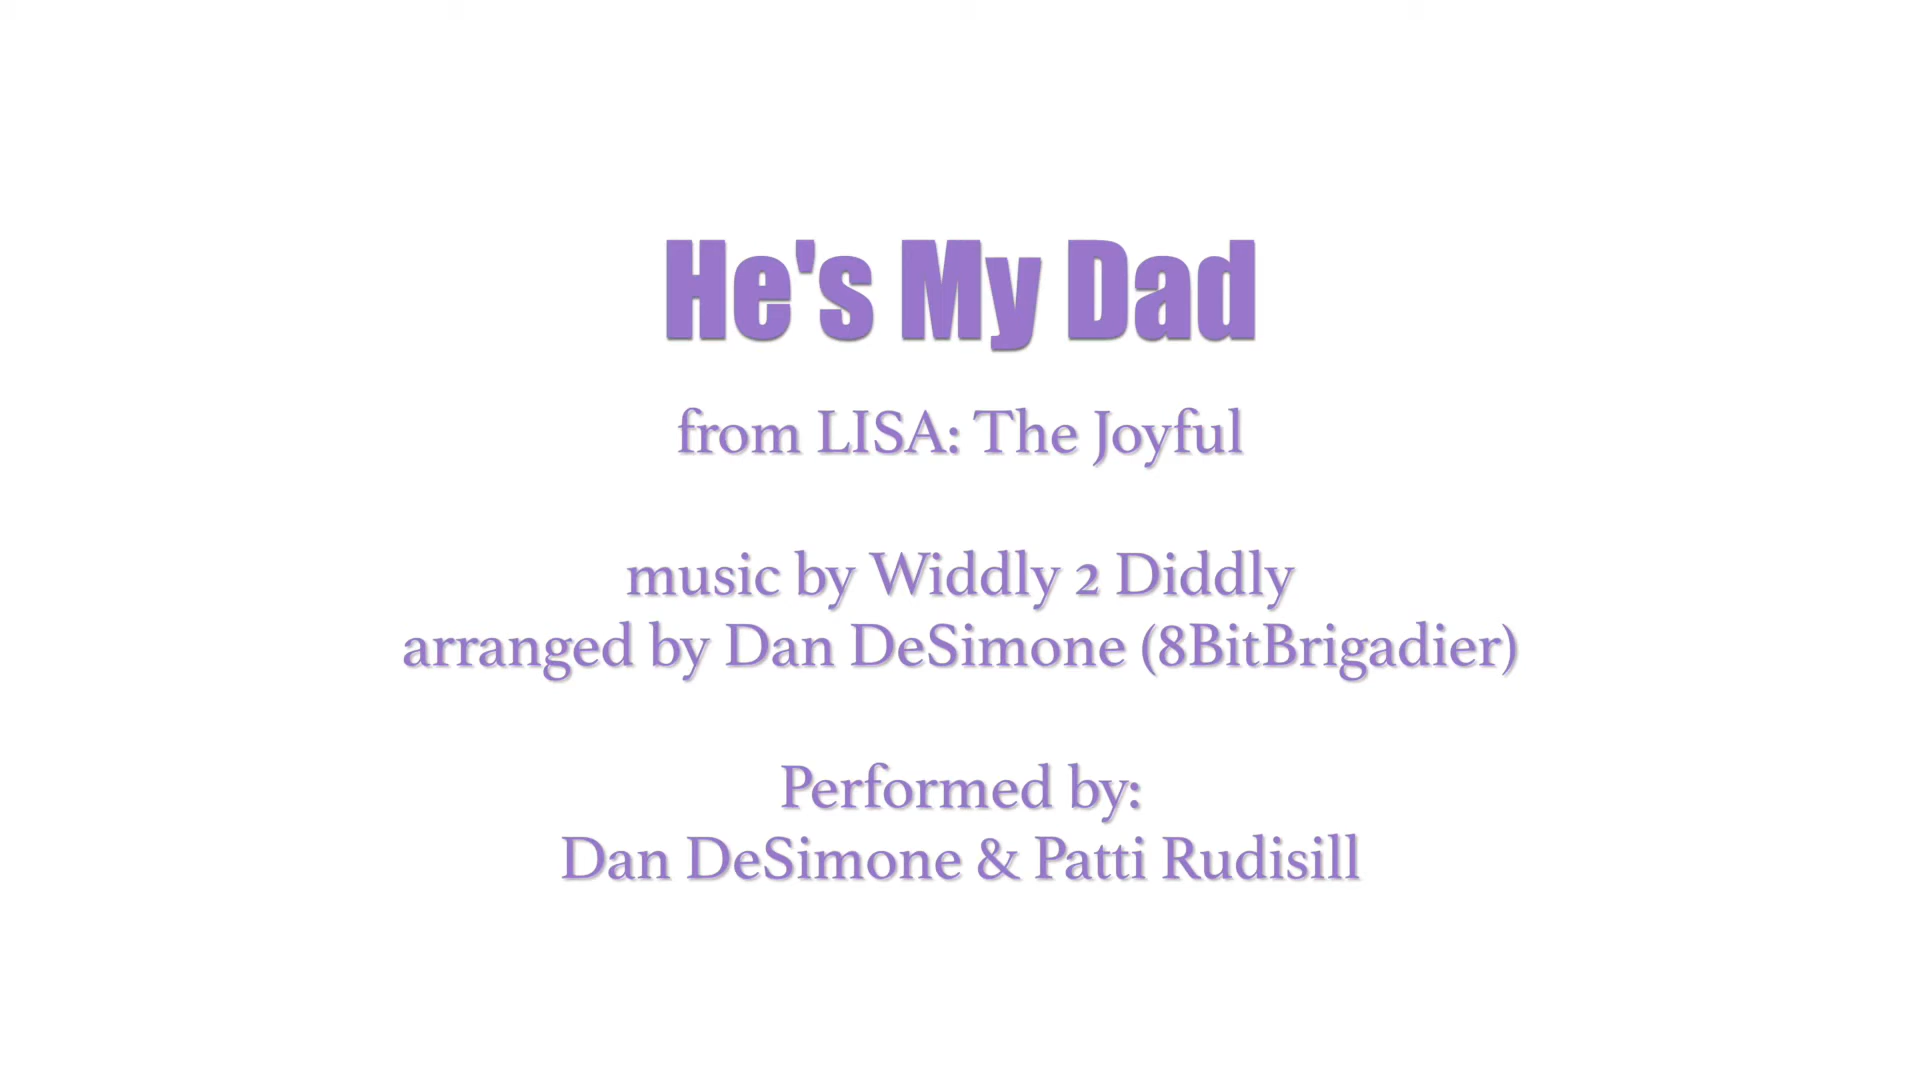 He's My Dad
from LISA: The Joyful
music by Widdly 2 Diddly
arranged by Dan DeSimone (8BitBrigadier)
Performed by:
Dan DeSimone & Patti Rudisill